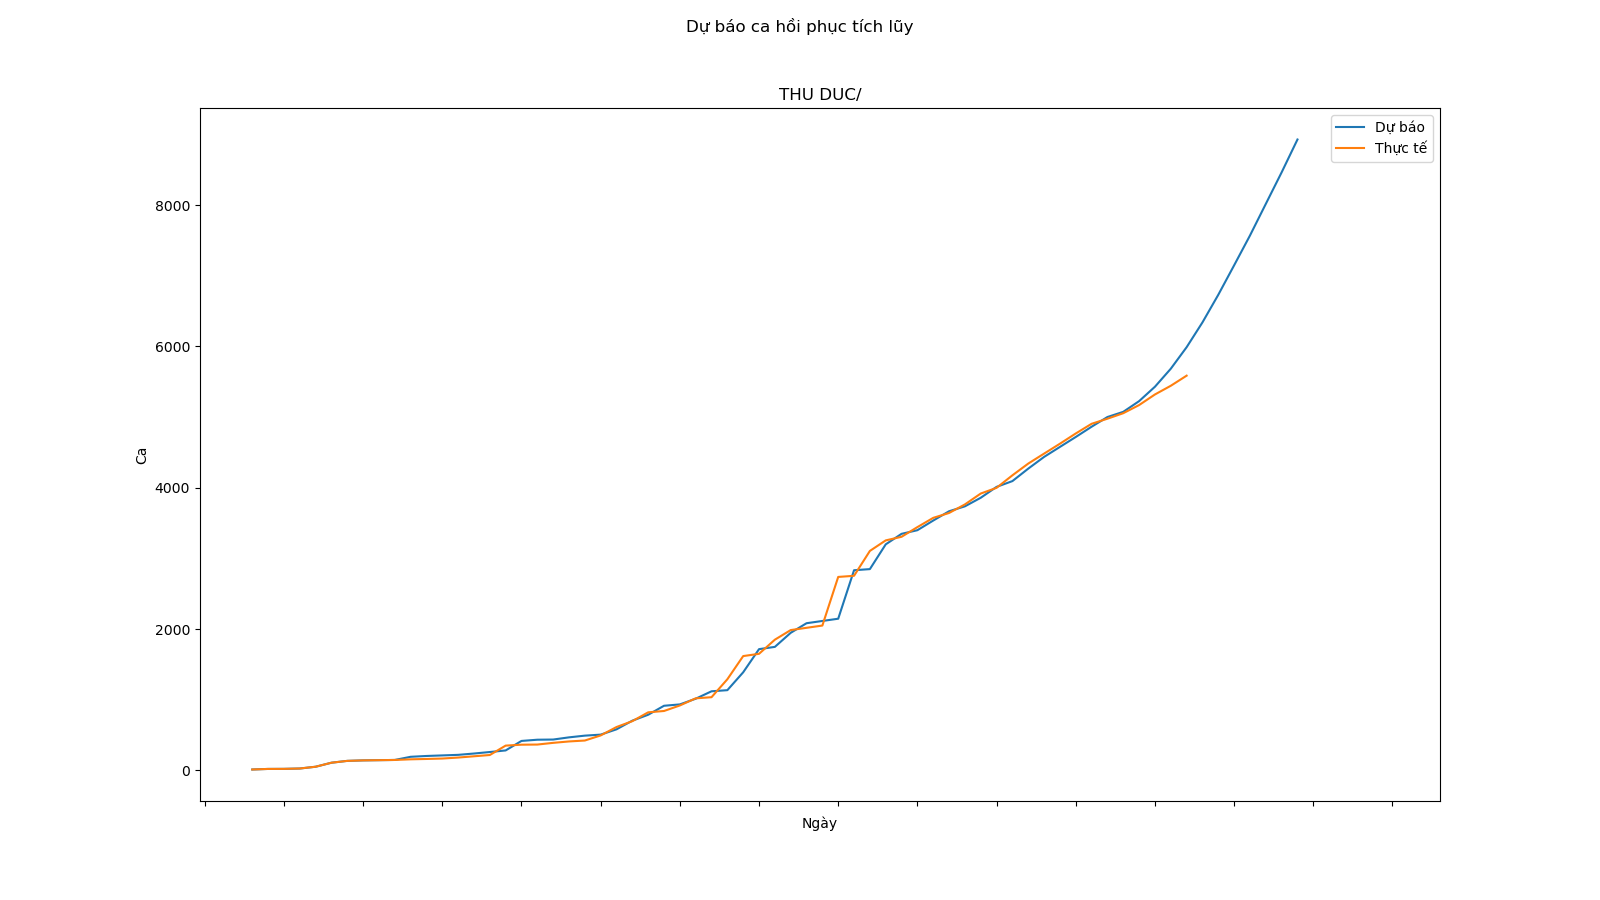 Dự báo ca hồi phục tích lũy
THU DUC/
Dự báo
Thực tế
8000
6000
4000
2000
0
Ca
Ngày